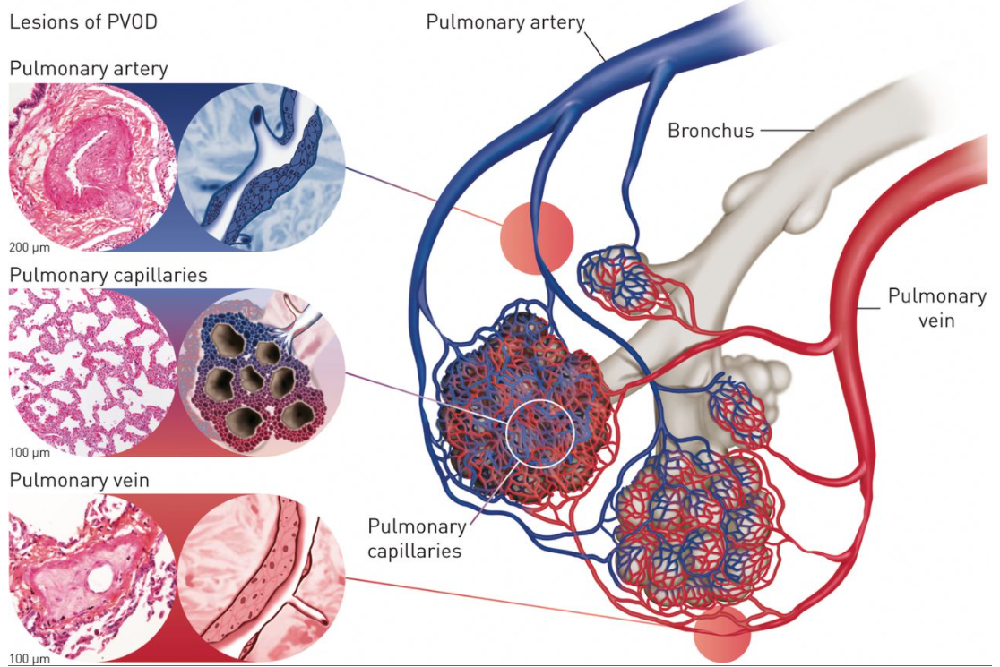 Lesions of PVOD
Pulmonary artery
200 µm
Pulmonary capillaries
100 µm
Pulmonary vein
100 µm
Pulmonary artery
Bronchus
Pulmonary
vein
Pulmonary
capillaries